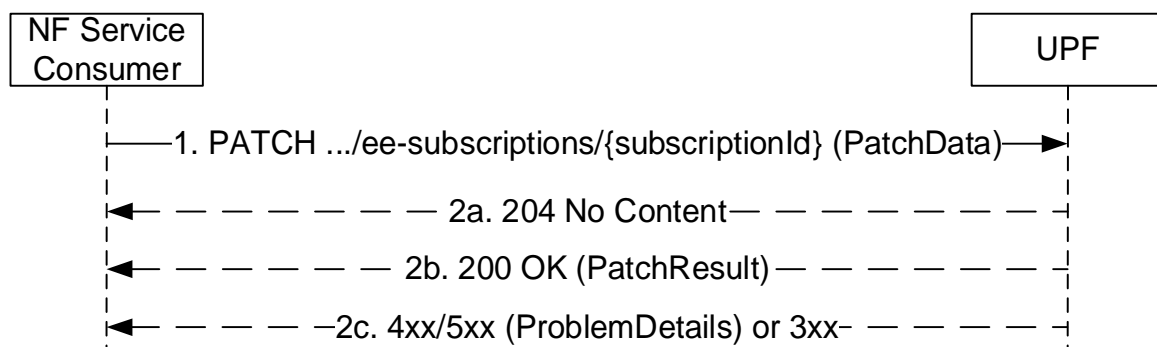 NF Service
Consumer
UPF
1. PATCH .../ee-subscriptions/{subscriptionId} (PatchData)
2a. 204 No Content
2b. 200 OK (PatchResult)
2c. 4xx/5xx (ProblemDetails) or 3xx